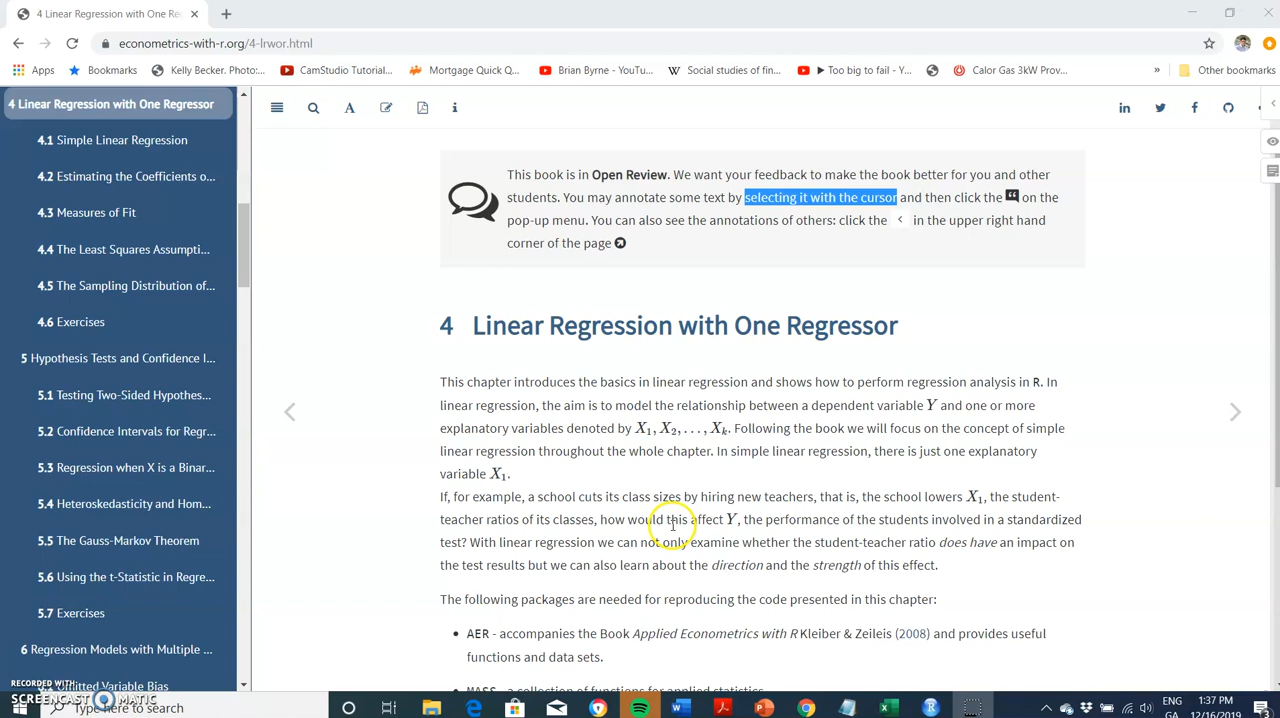 4 Linear Regression with One Re
econometrics-with-r.org/4-lrwor.html
Apps Bookmarks Kelly Becker. Photo:... CamStudio Tutorial... Mortgage Quick Q... Brian Byrne - YouTu... Social studies of fin... ▶ Too big to fail - Y... Calor Gas 3kW Prov... » Other bookmarks
4 Linear Regression with One Regressor
4.1 Simple Linear Regression
4.2 Estimating the Coefficients o...
4.3 Measures of Fit
4.4 The Least Squares Assumpti...
4.5 The Sampling Distribution of...
4.6 Exercises
5 Hypothesis Tests and Confidence I...
5.1 Testing Two-Sided Hypothes...
5.2 Confidence Intervals for Regr...
5.3 Regression when X is a Binar...
5.4 Heteroskedasticity and Hom...
5.5 The Gauss-Markov Theorem
5.6 Using the t-Statistic in Regre...
5.7 Exercises
6 Regression Models with Multiple ...
Omitted Variable Bias
This book is in Open Review. We want your feedback to make the book better for you and other
students. You may annotate some text by selecting it with the cursor and then click the on the
pop-up menu. You can also see the annotations of others: click the < in the upper right hand
corner of the page
4 Linear Regression with One Regressor
This chapter introduces the basics in linear regression and shows how to perform regression analysis in R. In
linear regression, the aim is to model the relationship between a dependent variable Y and one or more
explanatory variables denoted by X₁, X₂, . . . , Xₖ. Following the book we will focus on the concept of simple
linear regression throughout the whole chapter. In simple linear regression, there is just one explanatory
variable X₁.
If, for example, a school cuts its class sizes by hiring new teachers, that is, the school lowers X₁, the student-
teacher ratios of its classes, how would this affect Y, the performance of the students involved in a standardized
test? With linear regression we can not only examine whether the student-teacher ratio does have an impact on
the test results but we can also learn about the direction and the strength of this effect.
The following packages are needed for reproducing the code presented in this chapter:
• AER - accompanies the Book Applied Econometrics with R Kleiber & Zeileis (2008) and provides useful
functions and data sets.
• MASS - a collection of functions for applied statistics.
RECORDED WITH
SCREENCAST MATIC
Type here to search
ENG
GA
1:37 PM
12/16/2019